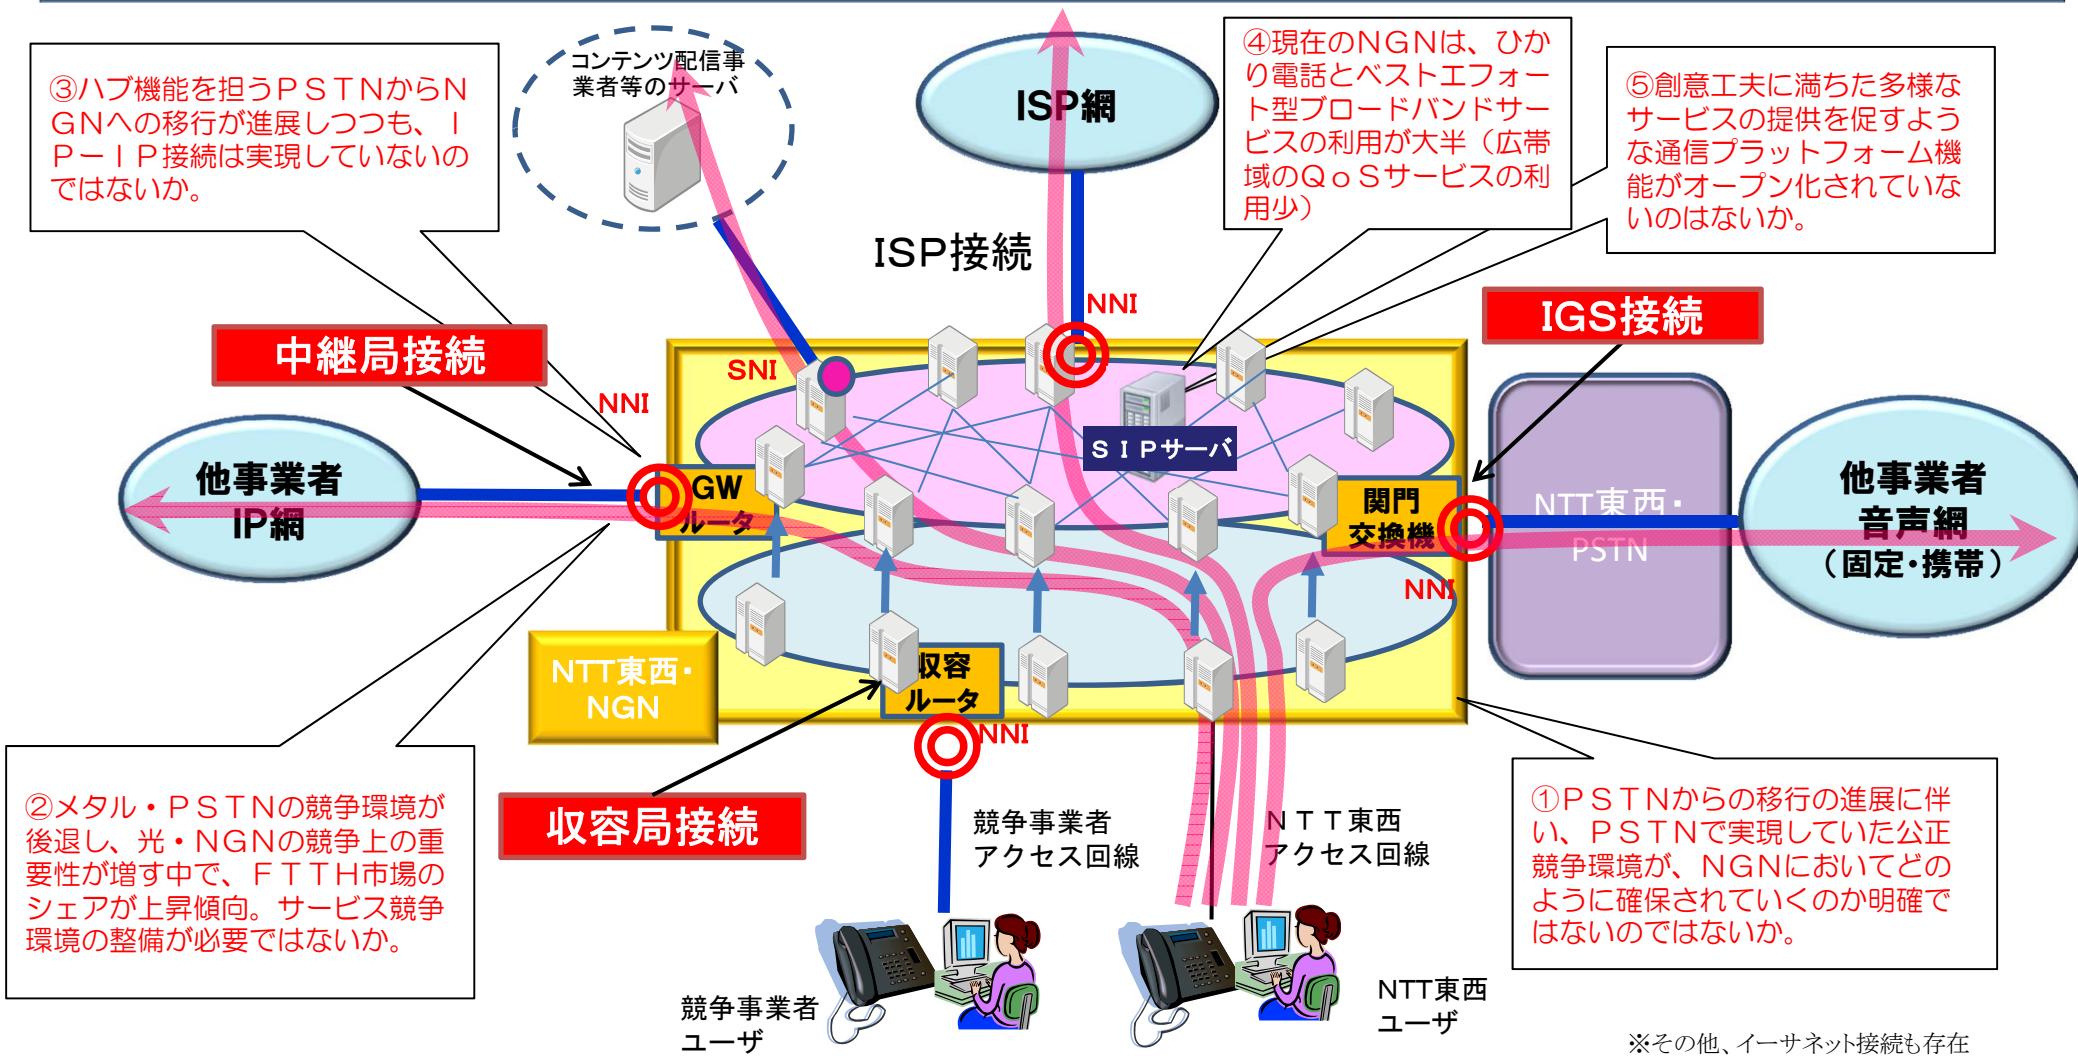 ③ハブ機能を担うPSTNからN
GNへの移行が進展しつつも、I
P-IP接続は実現していないの
ではないか。
コンテンツ配信事
業者等のサーバ
ISP網
④現在のNGNは、ひか
り電話とベストエフォー
ト型ブロードバンドサー
ビスの利用が大半（広帯
域のQoSサービスの利
用少）
⑤創意工夫に満ちた多様な
サービスの提供を促すよう
な通信プラットフォーム機
能がオープン化されていな
いのはないか。
ISP接続
NNI
IGS接続
中継局接続
SNI
NNI
SIPサーバ
他事業者
IP網
GW
ルータ
関門
交換機
NTT東西・
PSTN
他事業者
音声網
（固定・携帯）
NNI
NTT東西・
NGN
収容
ルータ
NNI
②メタル・PSTNの競争環境が
後退し、光・NGNの競争上の重
要性が増す中で、FTTH市場の
シェアが上昇傾向。サービス競争
環境の整備が必要ではないか。
収容局接続
競争事業者
アクセス回線
NTT東西
アクセス回線
①PSTNからの移行の進展に伴
い、PSTNで実現していた公正
競争環境が、NGNにおいてどの
ように確保されていくのか明確で
はないのではないか。
競争事業者
ユーザ
NTT東西
ユーザ
※その他、イーサネット接続も存在